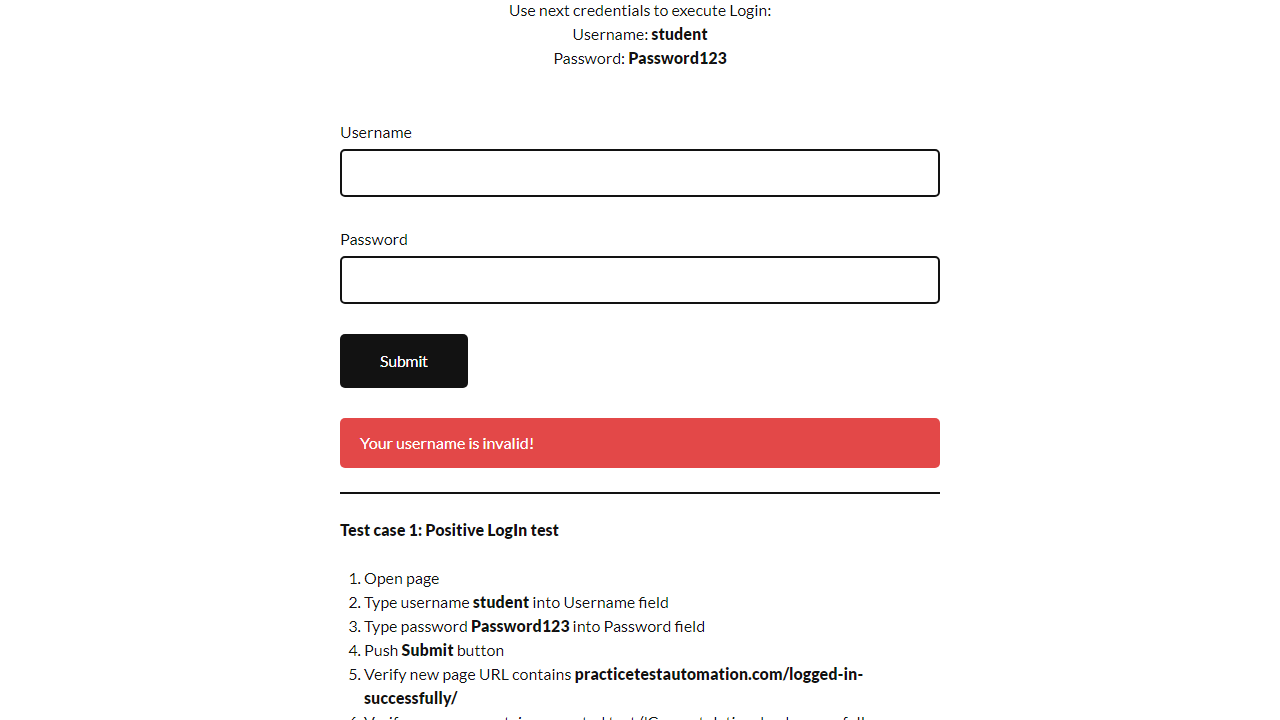 Use next credentials to execute Login:
Username: student
Password: Password123
Username
Password
Submit
Your username is invalid!
Test case 1: Positive LogIn test
1. Open page
2. Type username student into Username field
3. Type password Password123 into Password field
4. Push Submit button
5. Verify new page URL contains practicetestautomation.com/logged-in-
successfully/